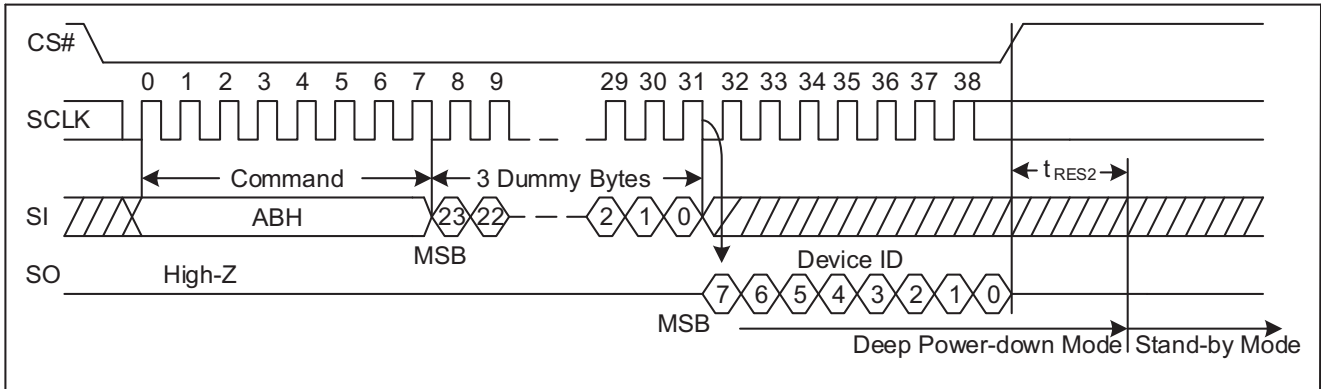 CS#
0 1 2 3 4 5 6 7 8 9 29 30 31 32 33 34 35 36 37 38
SCLK
Command 3 Dummy Bytes tRES2
SI ABH 23 22 2 1 0
MSB
SO High-Z Device ID
7 6 5 4 3 2 1 0
MSB
Deep Power-down Mode Stand-by Mode